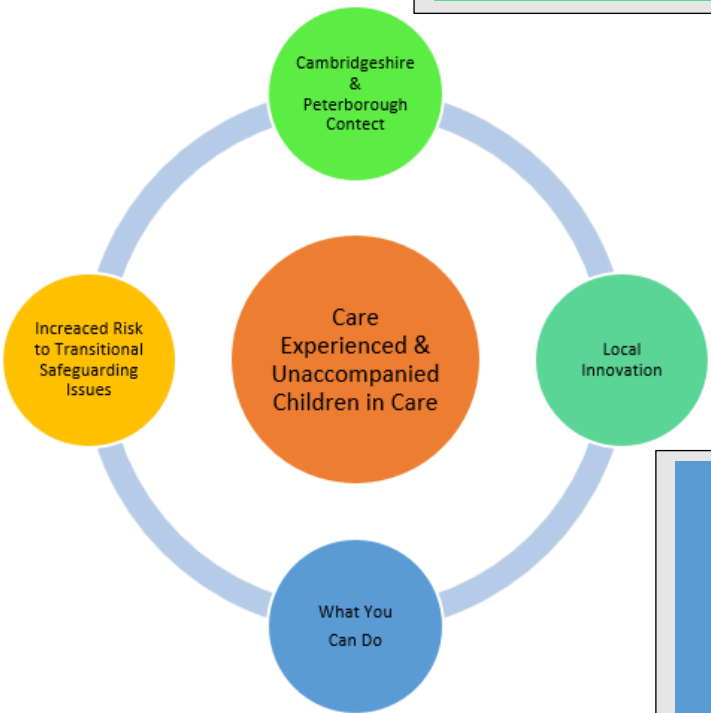 Cambridgeshire
&
Peterborough
Contect
Increaced Risk
to Transitional
Safeguarding
Issues
Care
Experienced &
Unaccompanied
Children in Care
Local
Innovation
What You
Can Do